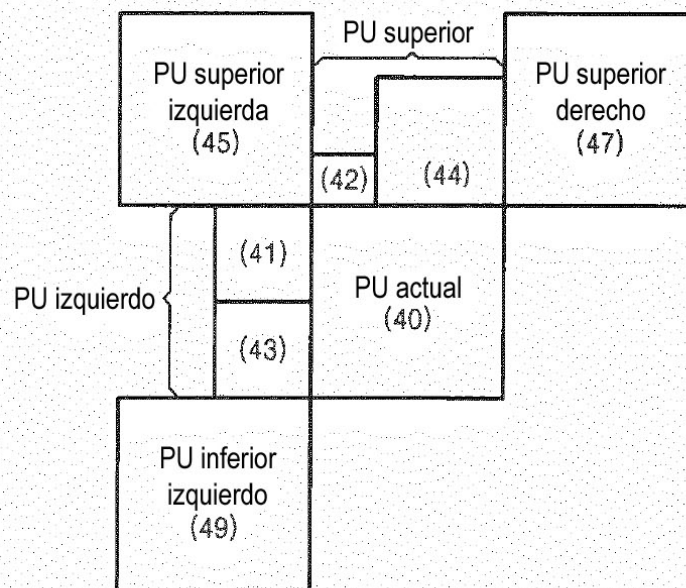 PU superior
PU superior
izquierda
(45)
PU superior
derecho
(47)
(42)
(44)
(41)
PU izquierdo
PU actual
(40)
(43)
PU inferior
izquierdo
(49)